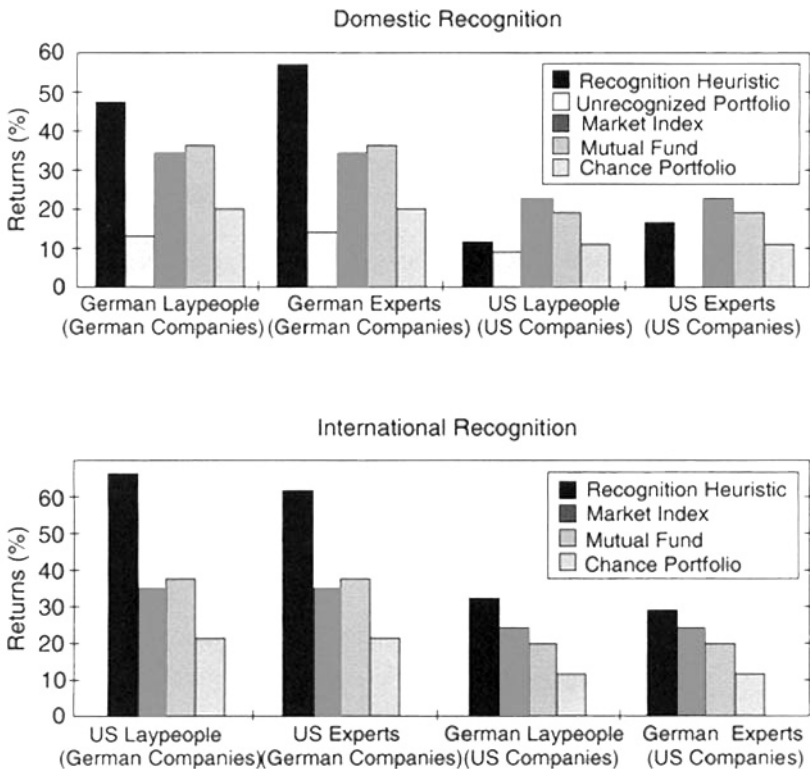 Domestic Recognition
60
50
40
30
20
10
0
Returns (%)
Recognition Heuristic
Unrecognized Portfolio
Market Index
Mutual Fund
Chance Portfolio
German Laypeople German Experts US Laypeople US Experts
(German Companies) (German Companies) (US Companies) (US Companies)
International Recognition
60
50
40
30
20
10
0
Returns (%)
Recognition Heuristic
Market Index
Mutual Fund
Chance Portfolio
US Laypeople US Experts German Laypeople German Experts
(German Companies)(German Companies) (US Companies) (US Companies)